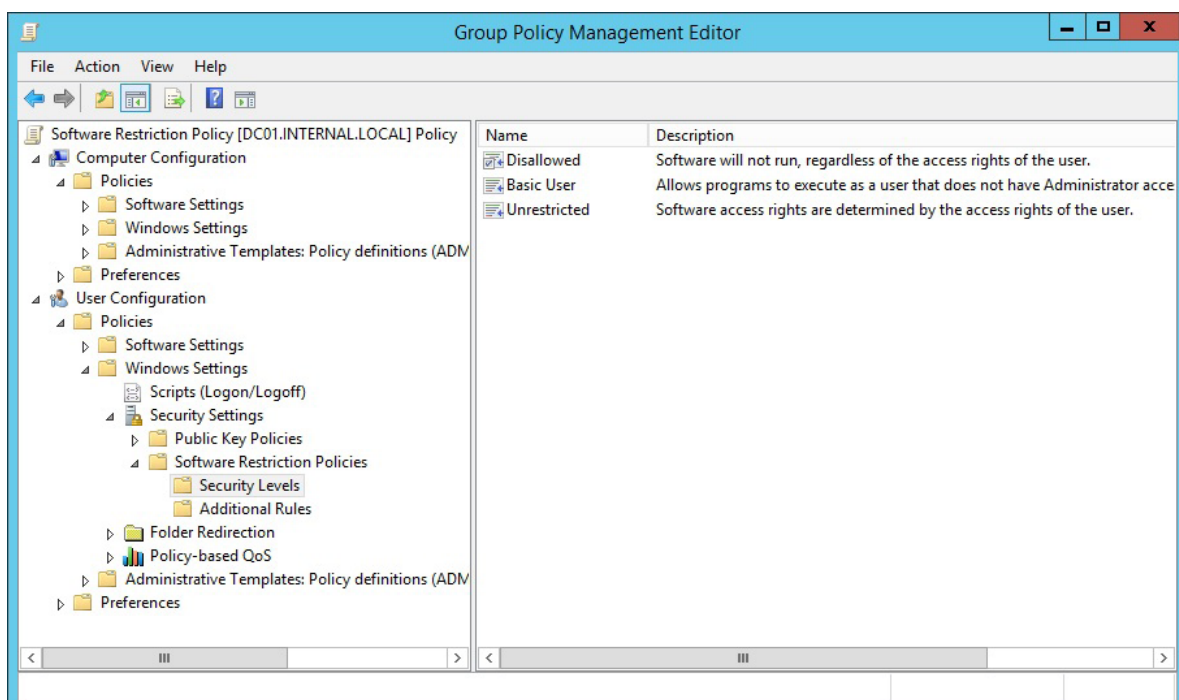 Group Policy Management Editor
File Action View Help
Software Restriction Policy [DC01.INTERNAL.LOCAL] Policy
Computer Configuration
Policies
Software Settings
Windows Settings
Administrative Templates: Policy definitions (ADM
Preferences
User Configuration
Policies
Software Settings
Windows Settings
Scripts (Logon/Logoff)
Security Settings
Public Key Policies
Software Restriction Policies
Security Levels
Additional Rules
Folder Redirection
Policy-based QoS
Administrative Templates: Policy definitions (ADM
Preferences
Name Description
Disallowed Software will not run, regardless of the access rights of the user.
Basic User Allows programs to execute as a user that does not have Administrator acce
Unrestricted Software access rights are determined by the access rights of the user.